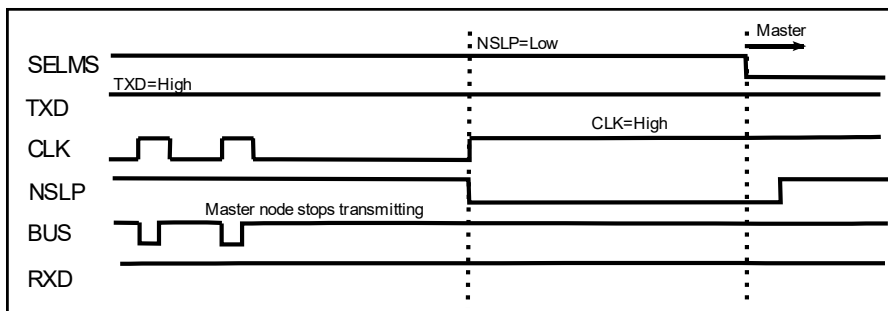 Master
NSLP=Low
SELMS
TXD=High
TXD
CLK=High
CLK
NSLP
Master node stops transmitting
BUS
RXD